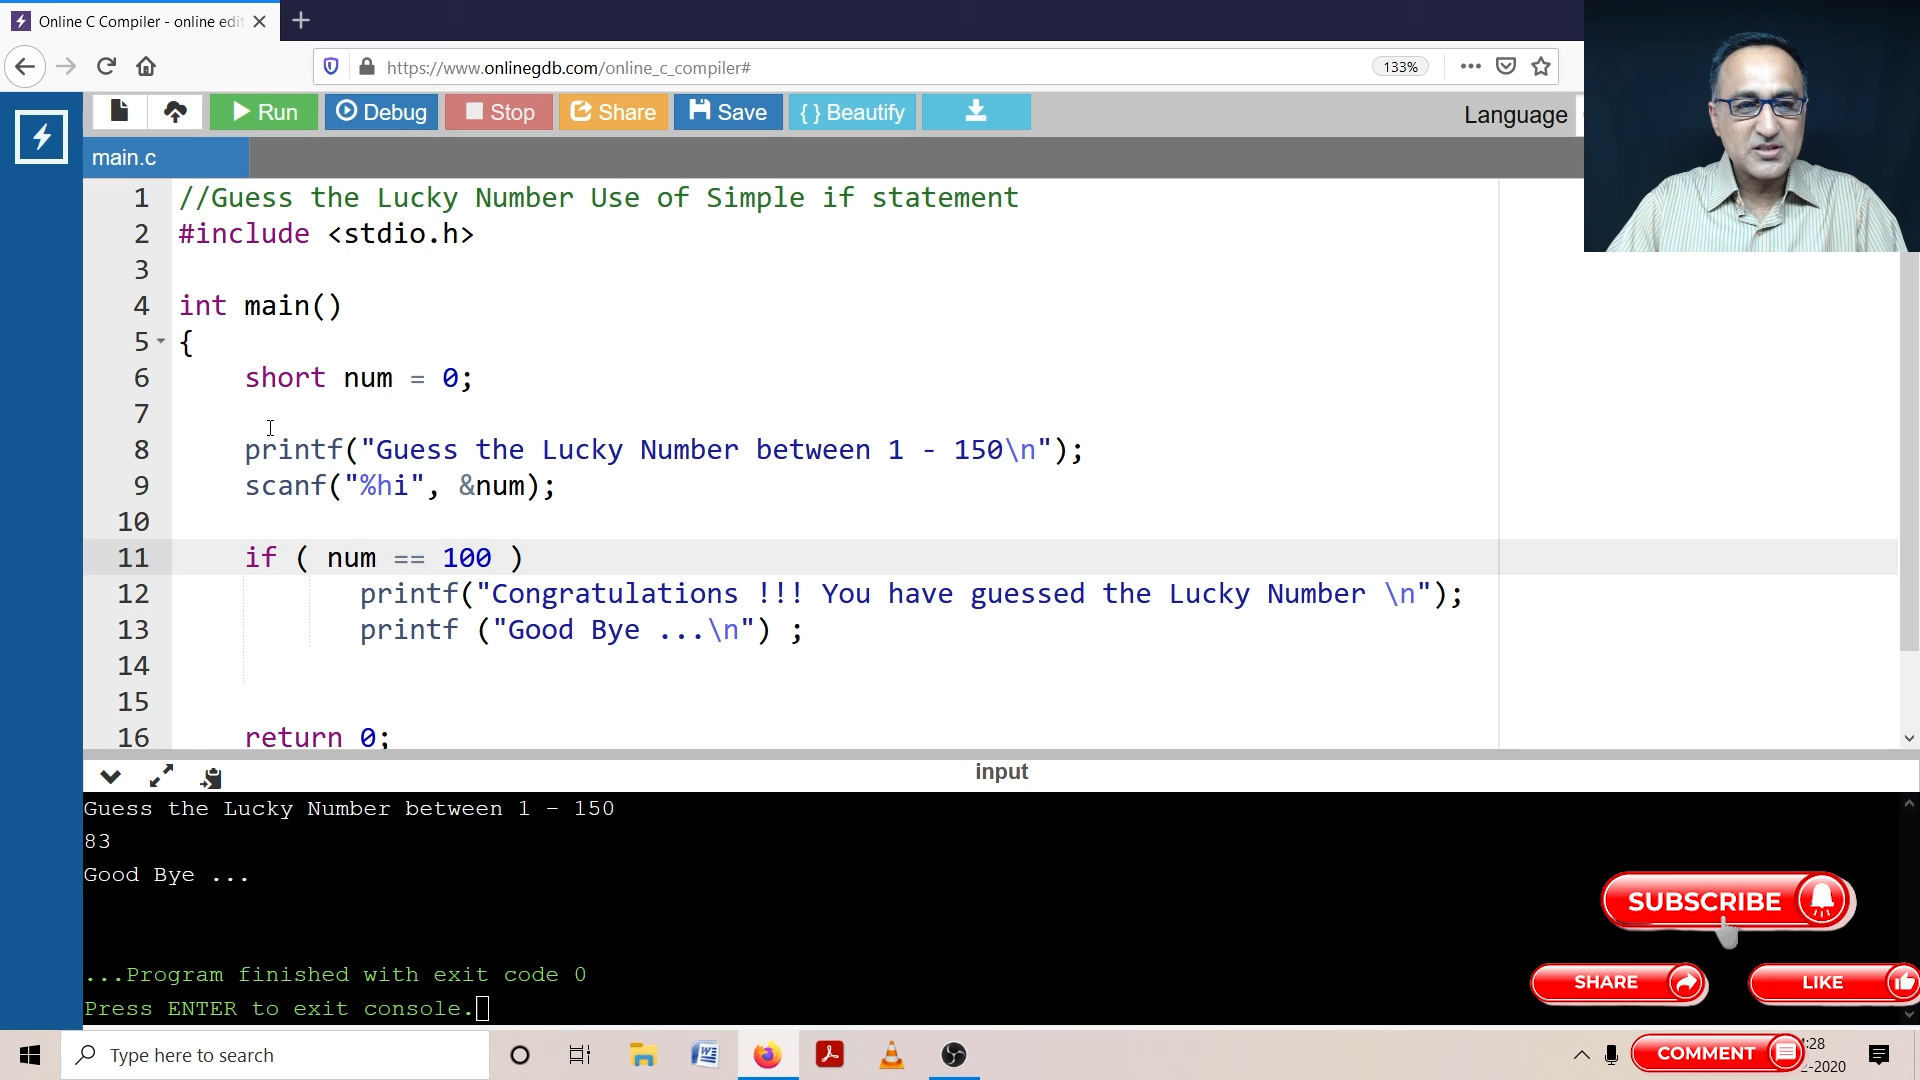 Online C Compiler - online edit
https://www.onlinegdb.com/online_c_compiler#
133%
Run
Debug
Stop
Share
Save
{ } Beautify
Language
main.c
1 //Guess the Lucky Number Use of Simple if statement
2 #include <stdio.h>
3
4 int main()
5 {
6 short num = 0;
7
8 printf("Guess the Lucky Number between 1 - 150\n");
9 scanf("%hi", &num);
10
11 if ( num == 100 )
12 printf("Congratulations !!! You have guessed the Lucky Number \n");
13 printf ("Good Bye ...\n") ;
14
15
16 return 0;
input
Guess the Lucky Number between 1 - 150
83
Good Bye ...
...Program finished with exit code 0
Press ENTER to exit console.
SUBSCRIBE
SHARE
LIKE
Type here to search
COMMENT
:28
-2020